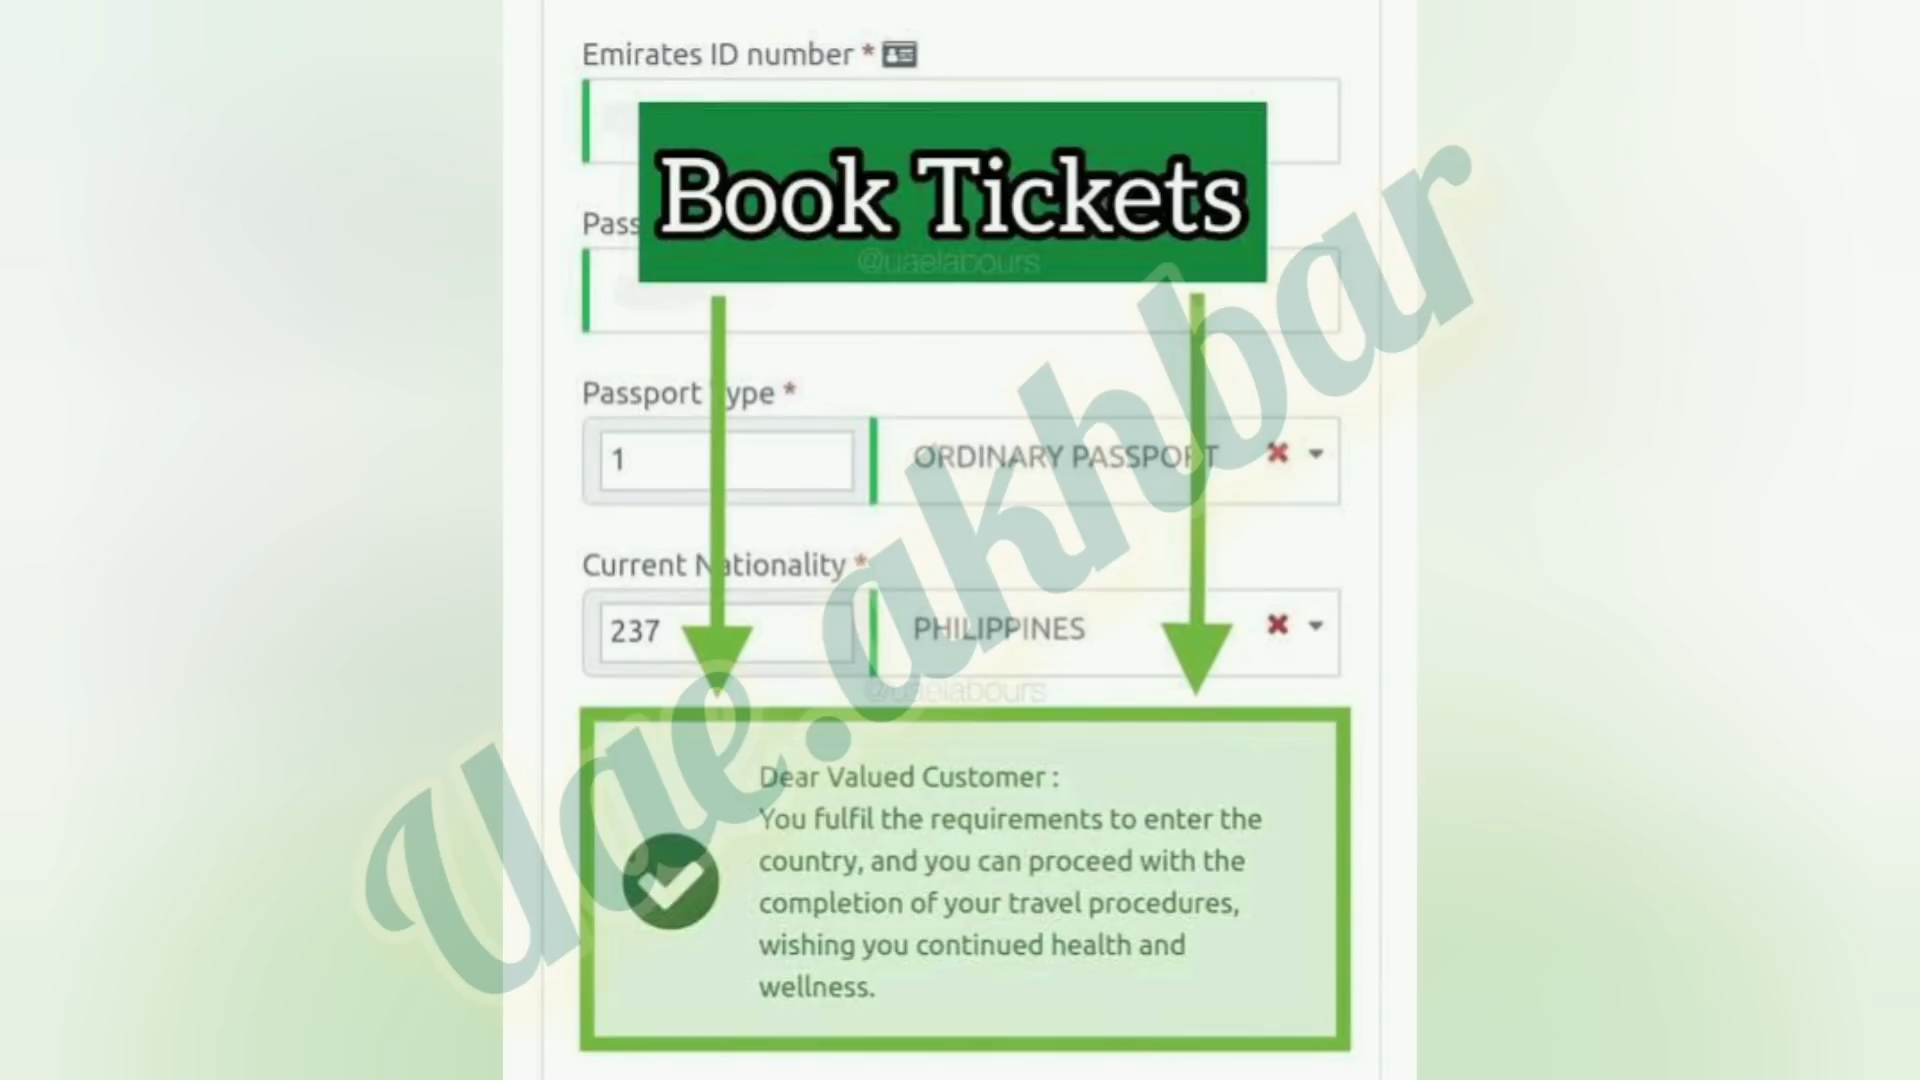 Emirates ID number *
Book Tickets
@uaelabours
Pass
Passport Type *
1
ORDINARY PASSPORT
Current Nationality *
237
PHILIPPINES
@uaelabours
Uae.akhbar
Dear Valued Customer :
You fulfil the requirements to enter the
country, and you can proceed with the
completion of your travel procedures,
wishing you continued health and
wellness.